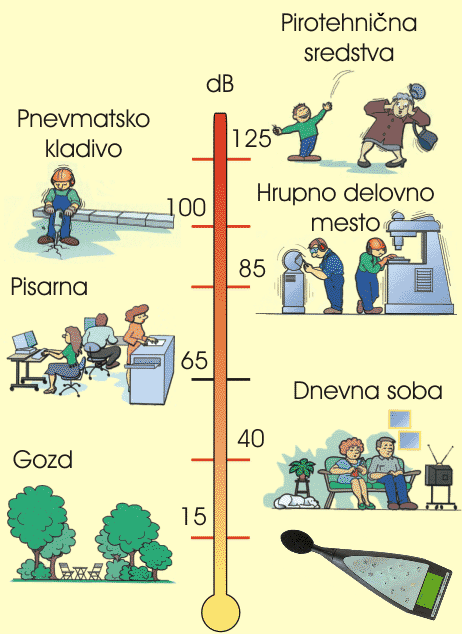 Pirotehnična
sredstva
dB
125
Pnevmatsko
kladivo
100
Hrupno delovno
mesto
85
Pisarna
65
Dnevna soba
40
Gozd
15